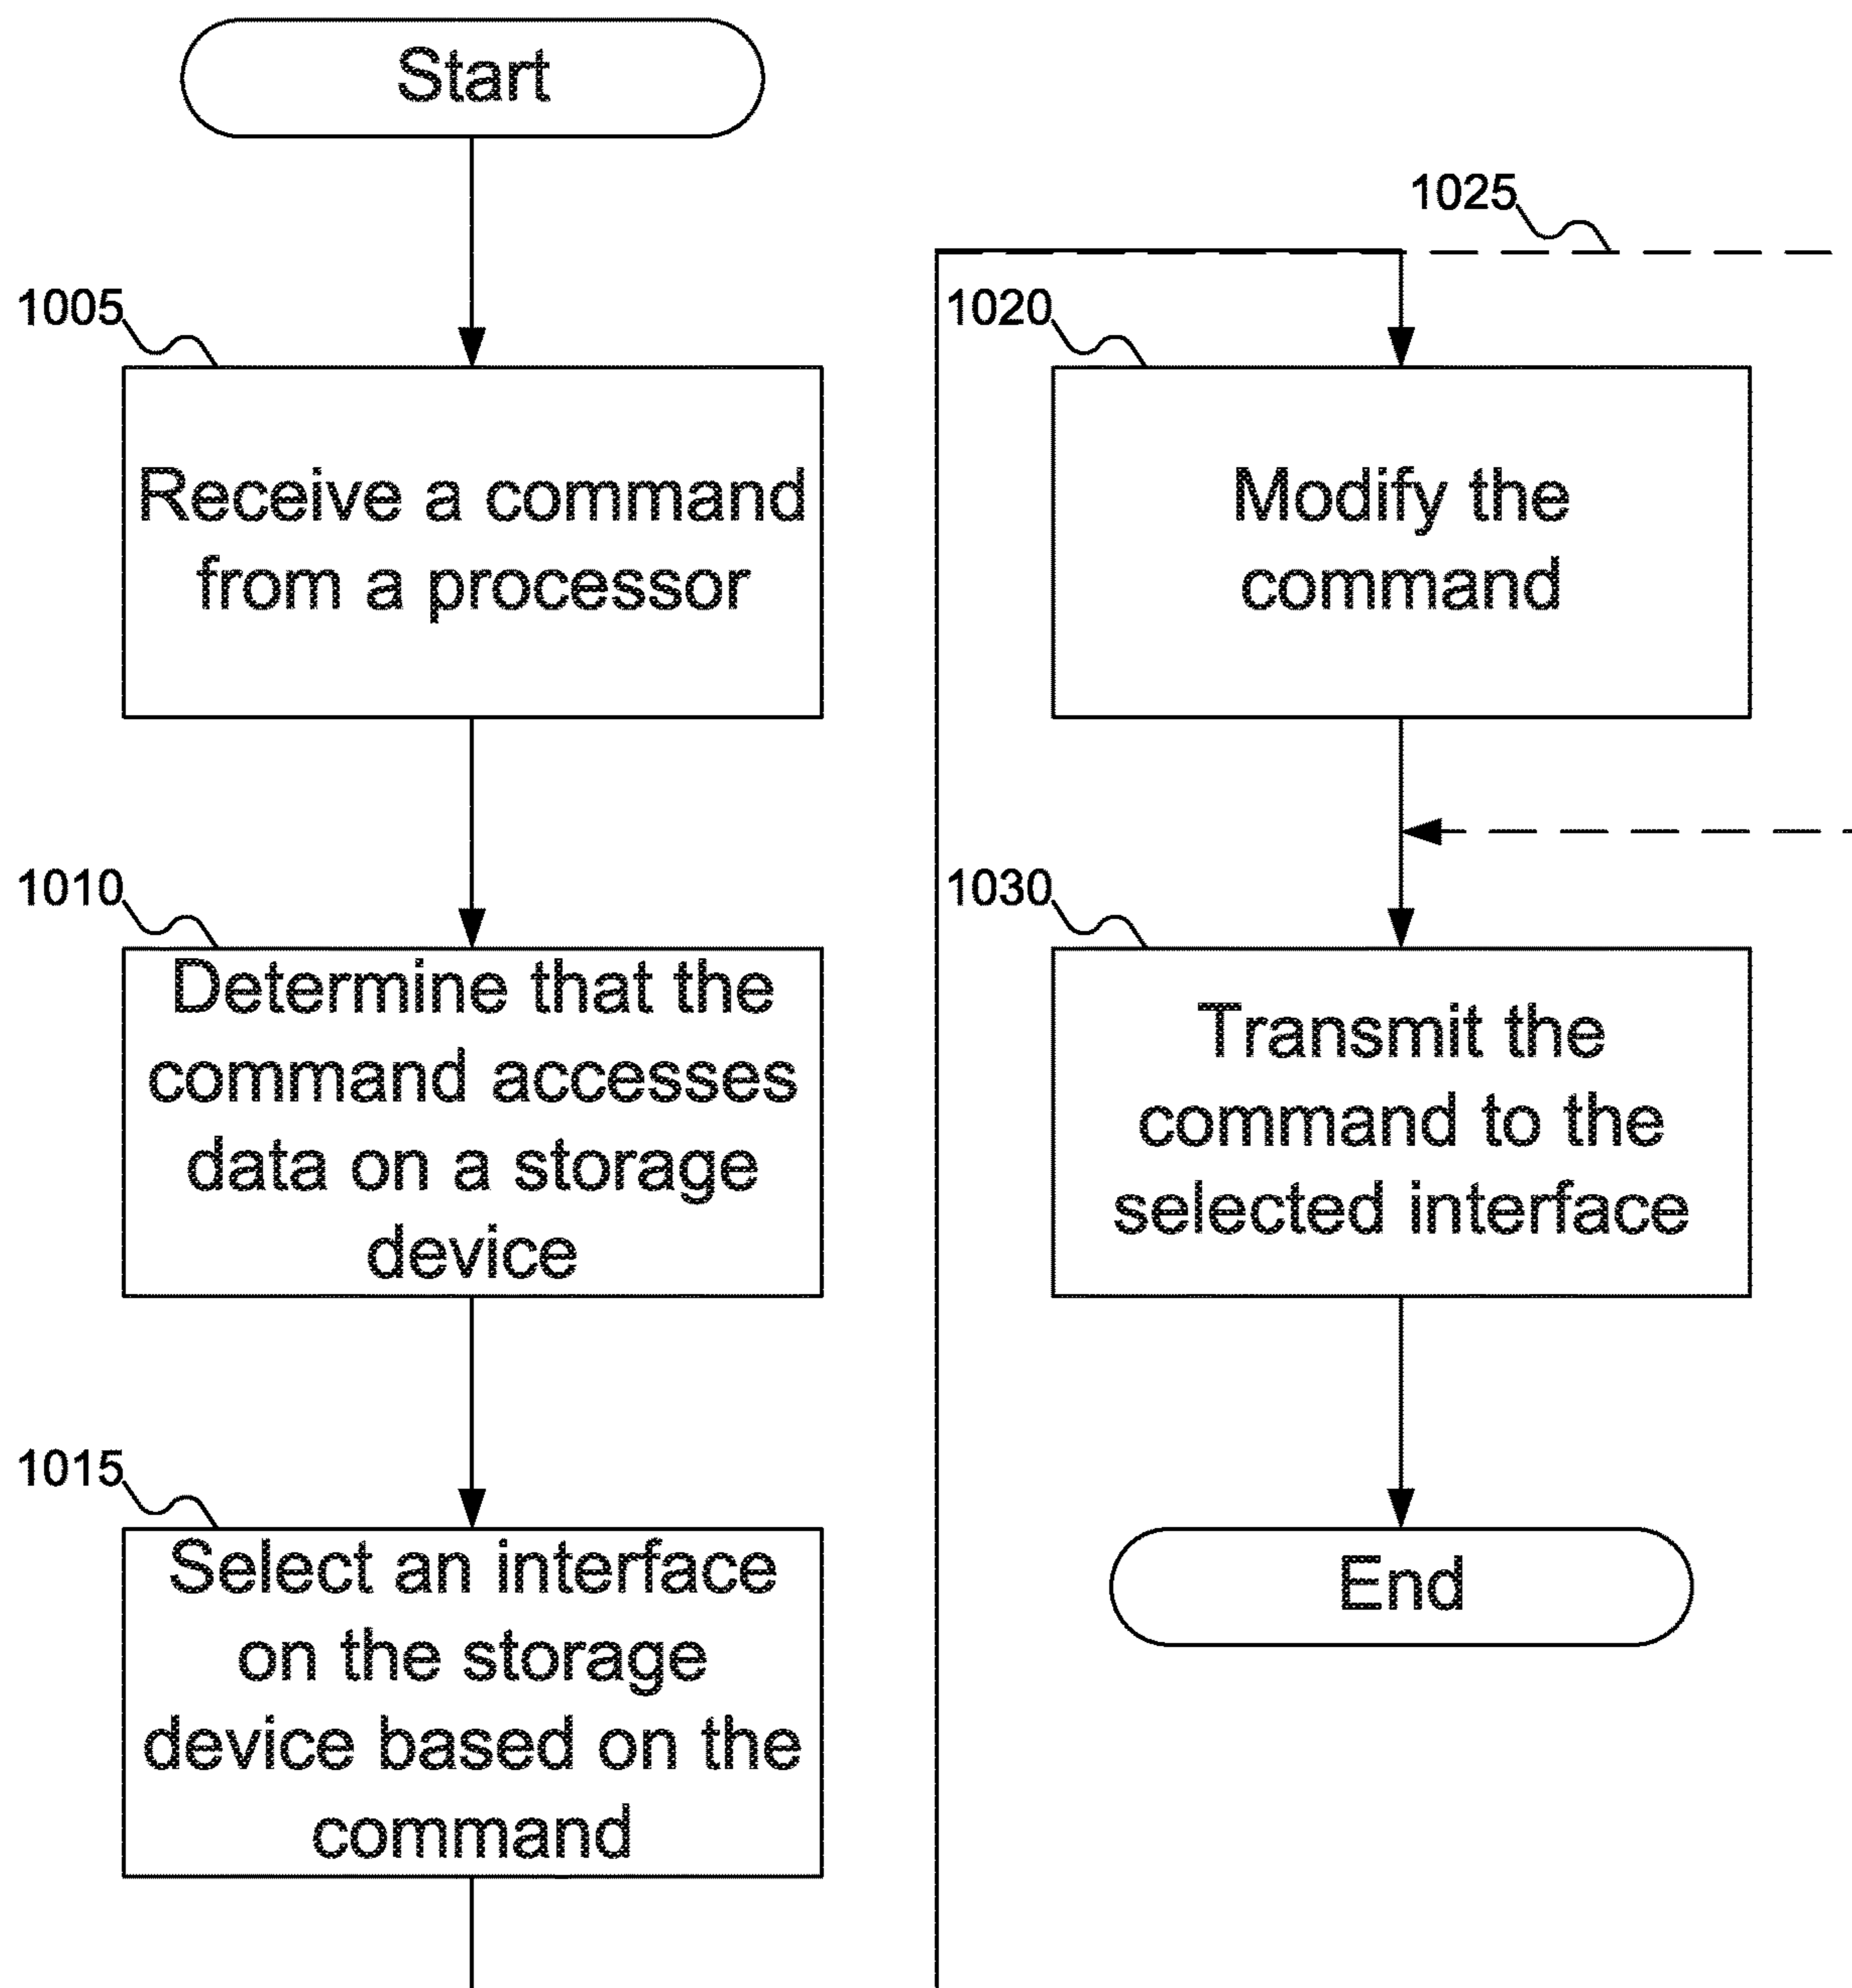 Start
1005
Receive a command
from a processor
1010
Determine that the
command accesses
data on a storage
device
1015
Select an interface
on the storage
device based on the
command
1025
1020
Modify the
command
1030
Transmit the
command to the
selected interface
End